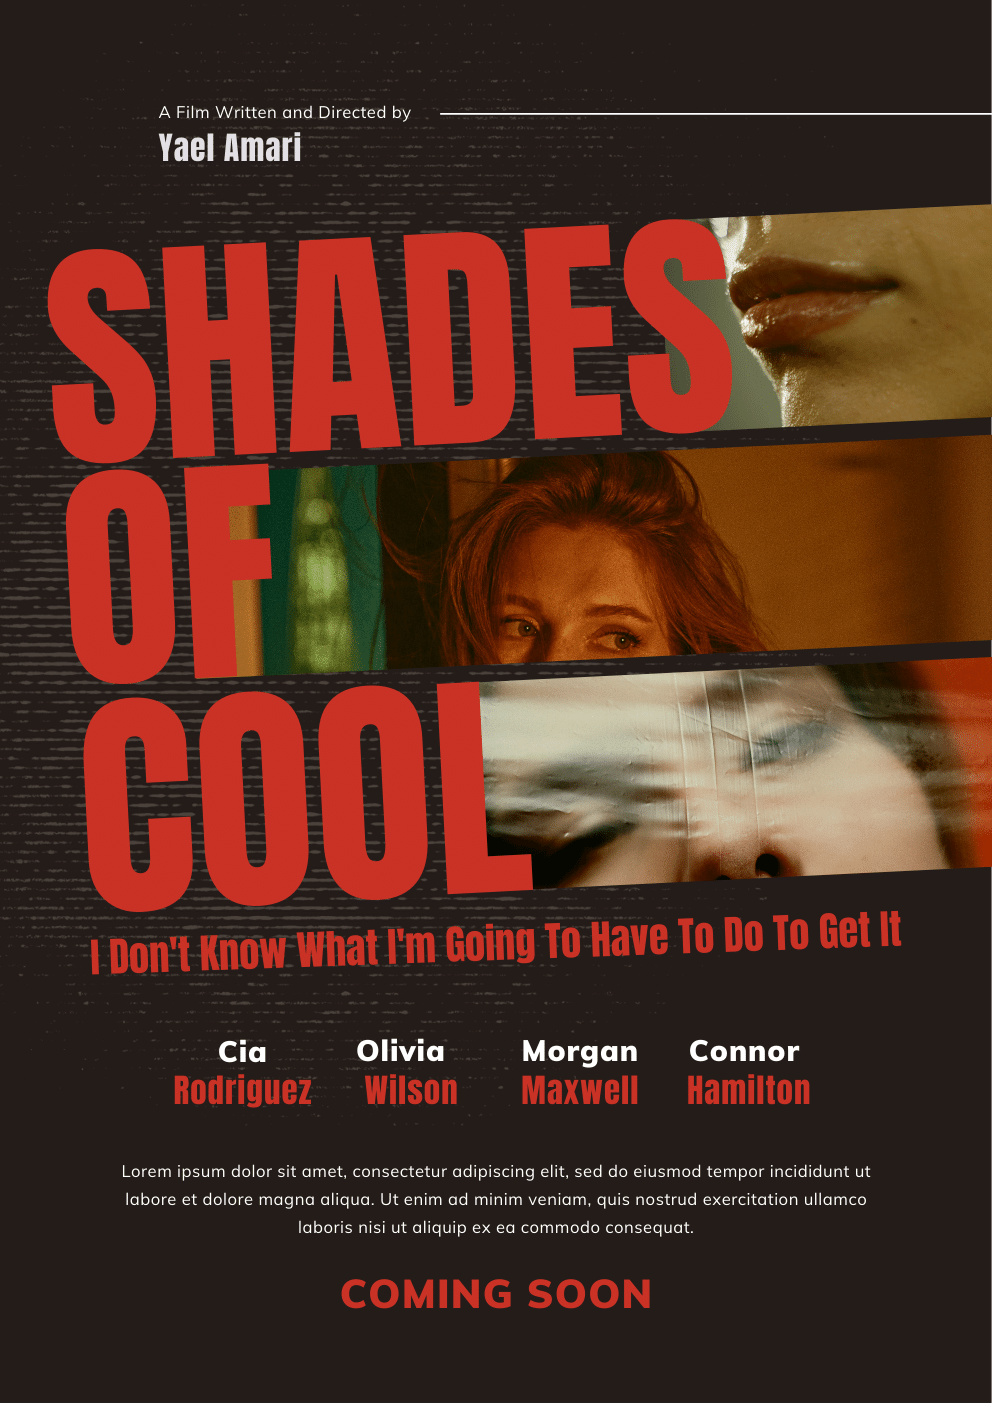 A Film Written and Directed by
Yael Amari
SHADES
OF
COOL
I Don't Know What I'm Going To Have To Do To Get It
Cia Rodriguez
Olivia Wilson
Morgan Maxwell
Connor Hamilton
Lorem ipsum dolor sit amet, consectetur adipiscing elit, sed do eiusmod tempor incididunt ut
labore et dolore magna aliqua. Ut enim ad minim veniam, quis nostrud exercitation ullamco
laboris nisi ut aliquip ex ea commodo consequat.
COMING SOON